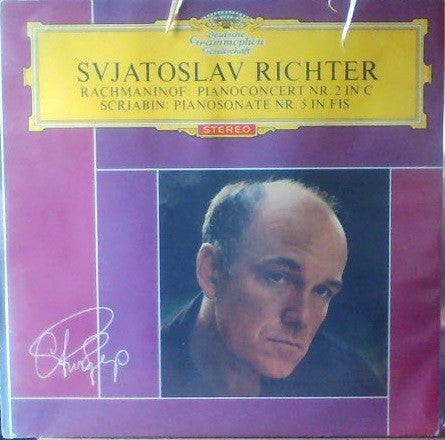 Deutsche
Grammophon
Gesellschaft
SVJATOSLAV RICHTER
RACHMANINOF: PIANOCONCERT NR. 2 IN C
SCRIABIN: PIANOSONATE NR. 5 IN FIS
STEREO